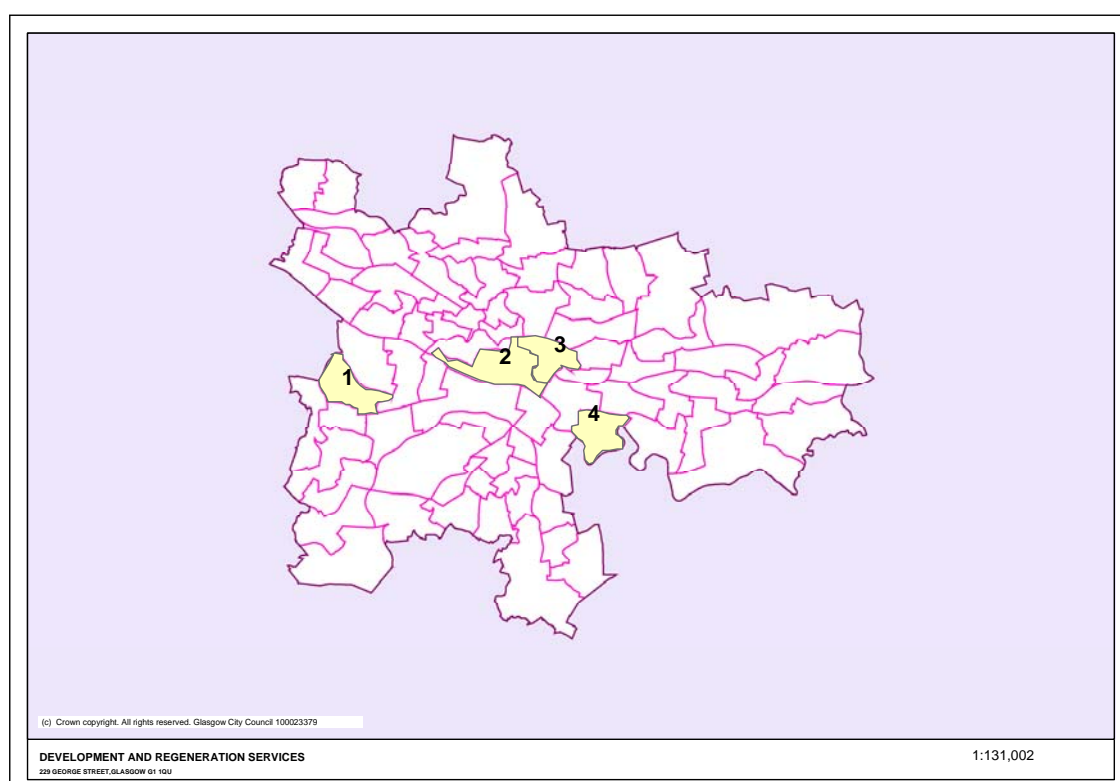 3
2
1
4
(c) Crown copyright. All rights reserved. Glasgow City Council 100023379
DEVELOPMENT AND REGENERATION SERVICES
1:131,002
229 GEORGE STREET,GLASGOW G1 1QU